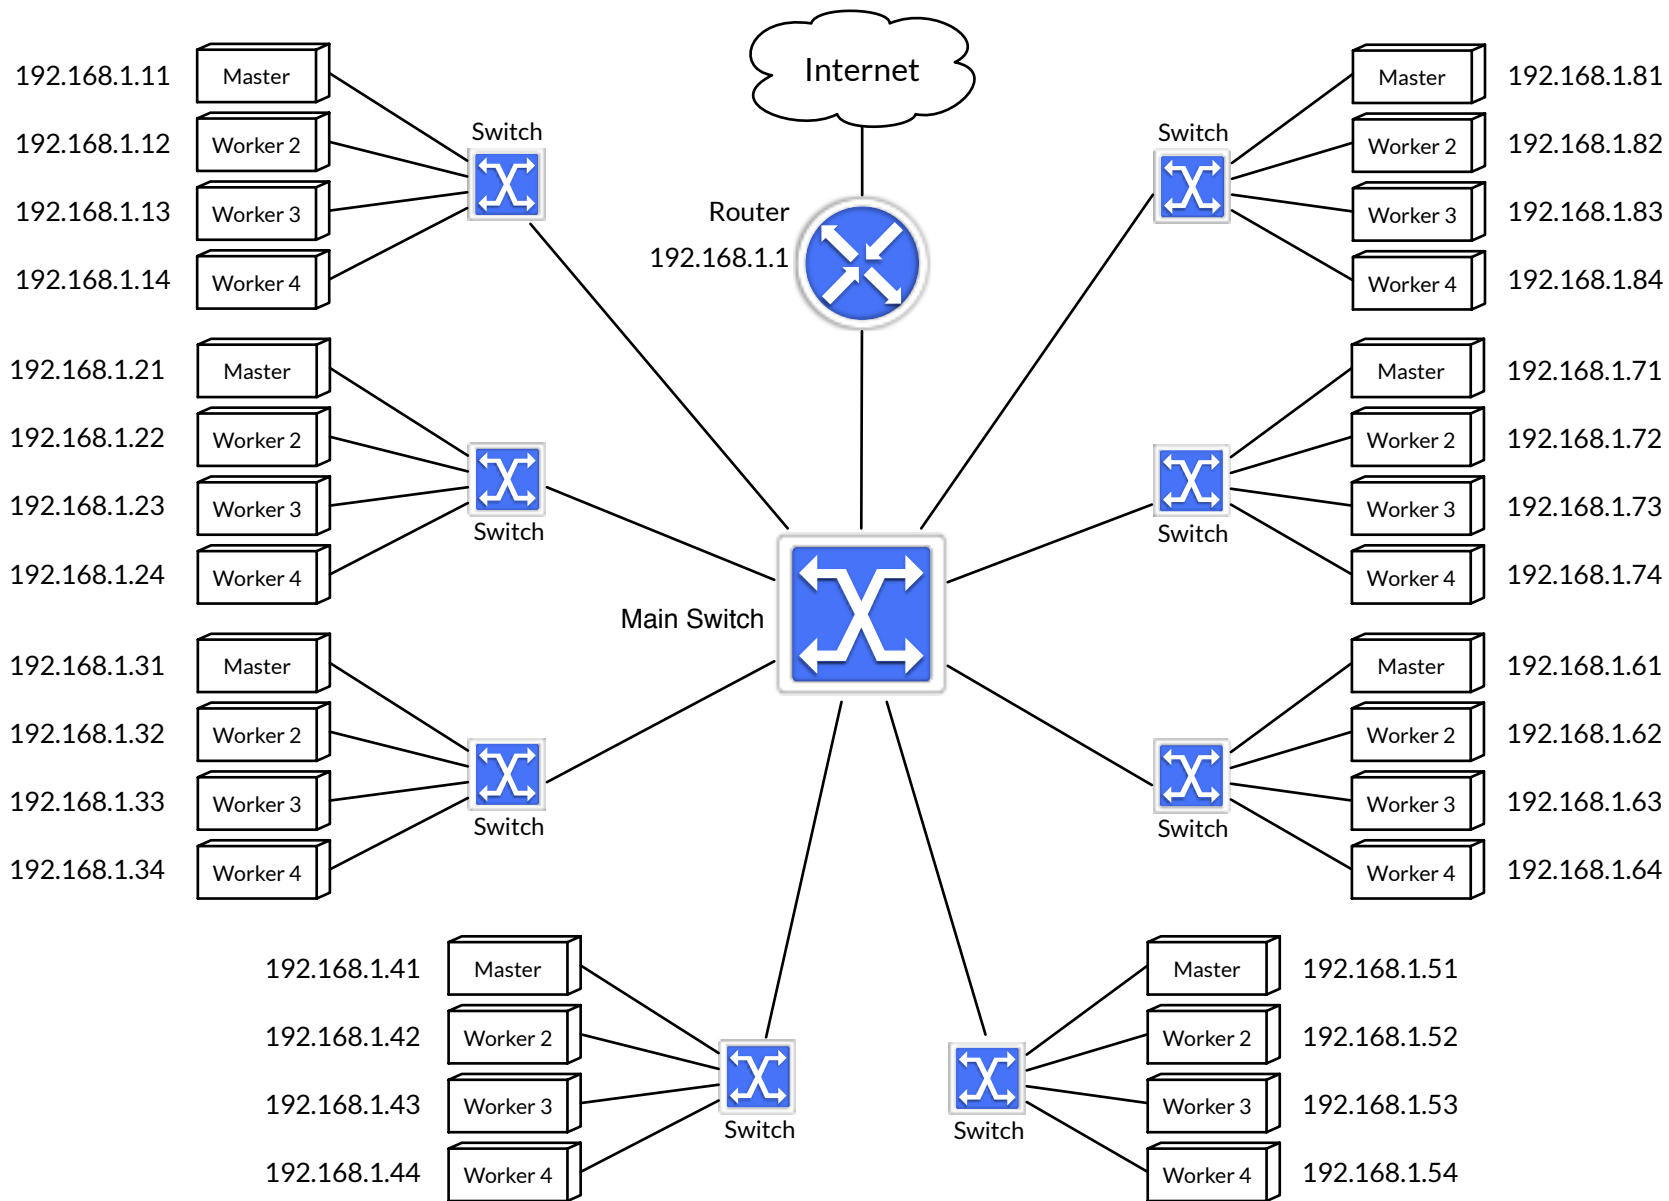 Internet
Router
192.168.1.1
Main Switch
192.168.1.11 Master
192.168.1.12 Worker 2
192.168.1.13 Worker 3
192.168.1.14 Worker 4
Switch
192.168.1.21 Master
192.168.1.22 Worker 2
192.168.1.23 Worker 3
192.168.1.24 Worker 4
Switch
192.168.1.31 Master
192.168.1.32 Worker 2
192.168.1.33 Worker 3
192.168.1.34 Worker 4
Switch
192.168.1.41 Master
192.168.1.42 Worker 2
192.168.1.43 Worker 3
192.168.1.44 Worker 4
Switch
Master 192.168.1.51
Worker 2 192.168.1.52
Worker 3 192.168.1.53
Worker 4 192.168.1.54
Switch
Master 192.168.1.61
Worker 2 192.168.1.62
Worker 3 192.168.1.63
Worker 4 192.168.1.64
Switch
Master 192.168.1.71
Worker 2 192.168.1.72
Worker 3 192.168.1.73
Worker 4 192.168.1.74
Switch
Master 192.168.1.81
Worker 2 192.168.1.82
Worker 3 192.168.1.83
Worker 4 192.168.1.84
Switch